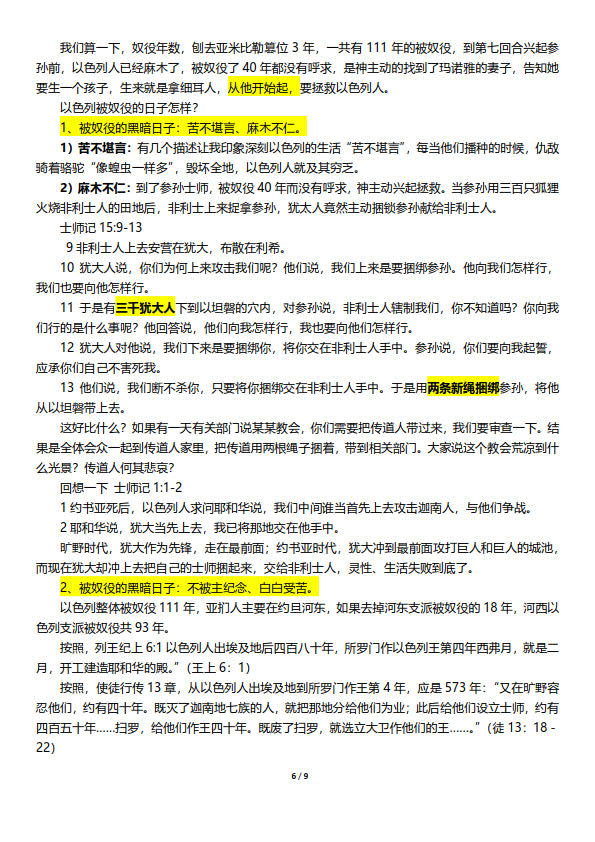 我们算一下，奴役年数，刨去亚米比勒篡位 3 年，一共有 111 年的被奴役，到第七回合兴起参
孙前，以色列人已经麻木了，被奴役了 40 年都没有呼求，是神主动的找到了玛诺亚的妻子，告知她
要生一个孩子，生来就是拿细耳人，从他开始起，要拯救以色列人。
以色列被奴役的日子怎样？
1、被奴役的黑暗日子：苦不堪言、麻木不仁。
1）苦不堪言：有几个描述让我印象深刻以色列的生活“苦不堪言”，每当他们播种的时候，仇敌
骑着骆驼“像蝗虫一样多”，毁坏全地，以色列人就及其穷乏。
2）麻木不仁：到了参孙士师，被奴役 40 年而没有呼求，神主动兴起拯救。当参孙用三百只狐狸
火烧非利士人的田地后，非利士上来捉拿参孙，犹太人竟然主动捆锁参孙献给非利士人。
士师记 15:9-13
9 非利士人上去安营在犹大，布散在利希。
10 犹大人说，你们为何上来攻击我们呢？他们说，我们上来是要捆绑参孙。他向我们怎样行，
我们也要向他怎样行。
11 于是有三千犹大人下到以坦磐的穴内，对参孙说，非利士人辖制我们，你不知道吗？你向我
们行的是什么事呢？他回答说，他们向我怎样行，我也要向他们怎样行。
12 犹大人对他说，我们下来是要捆绑你，将你交在非利士人手中。参孙说，你们要向我起誓，
应承你们自己不害死我。
13 他们说，我们断不杀你，只要将你捆绑交在非利士人手中。于是用两条新绳捆绑参孙，将他
从以坦磐带上去。
这好比什么？如果有一天有关部门说某某教会，你们需要把传道人带过来，我们要审查一下。结
果是全体会众一起到传道人家里，把传道用两根绳子捆着，带到相关部门。大家说这个教会荒凉到什
么光景？传道人何其悲哀？
回想一下 士师记 1:1-2
1 约书亚死后，以色列人求问耶和华说，我们中间谁当首先上去攻击迦南人，与他们争战。
2 耶和华说，犹大当先上去，我已将那地交在他手中。
旷野时代，犹大作为先锋，走在最前面；约书亚时代，犹大冲到最前面攻打巨人和巨人的城池，
而现在犹大却冲上去把自己的士师捆起来，交给非利士人，灵性、生活失败到底了。
2、被奴役的黑暗日子：不被主纪念、白白受苦。
以色列整体被奴役 111 年，亚扪人主要在约旦河东，如果去掉河东支派被奴役的 18 年，河西以
色列支派被奴役共 93 年。
按照，列王纪上 6:1 以色列人出埃及地后四百八十年，所罗门作以色列王第四年西弗月，就是二
月，开工建造耶和华的殿。”（王上 6：1）
按照，使徒行传 13 章，从以色列人出埃及地到所罗门作王第 4 年，应是 573 年：“又在旷野容
忍他们，约有四十年。既灭了迦南地七族的人，就把那地分给他们为业；此后给他们设立士师，约有
四百五十年……扫罗，给他们作王四十年。既废了扫罗，就选立大卫作他们的王……。”（徒 13：18 -
22）
6 / 9